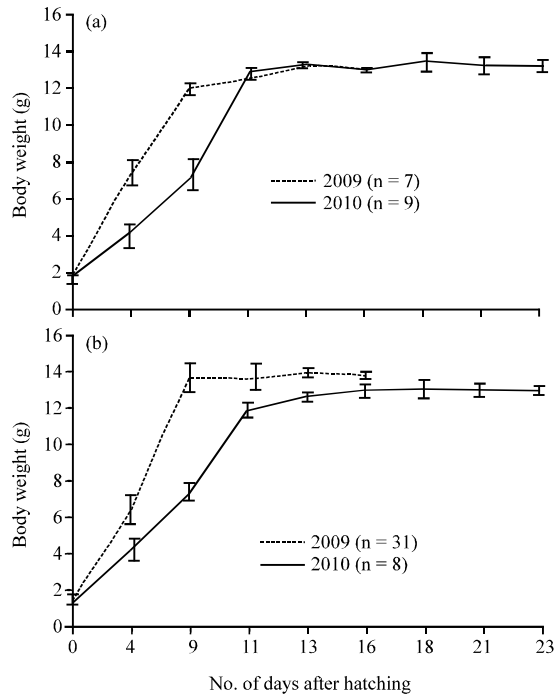 16
(a)
14
12
10
8
6
4
2
0
Body weight (g)
2009 (n = 7)
2010 (n = 9)
16
(b)
14
12
10
8
6
4
2
0
Body weight (g)
2009 (n = 31)
2010 (n = 8)
0 4 9 11 13 16 18 21 23
No. of days after hatching